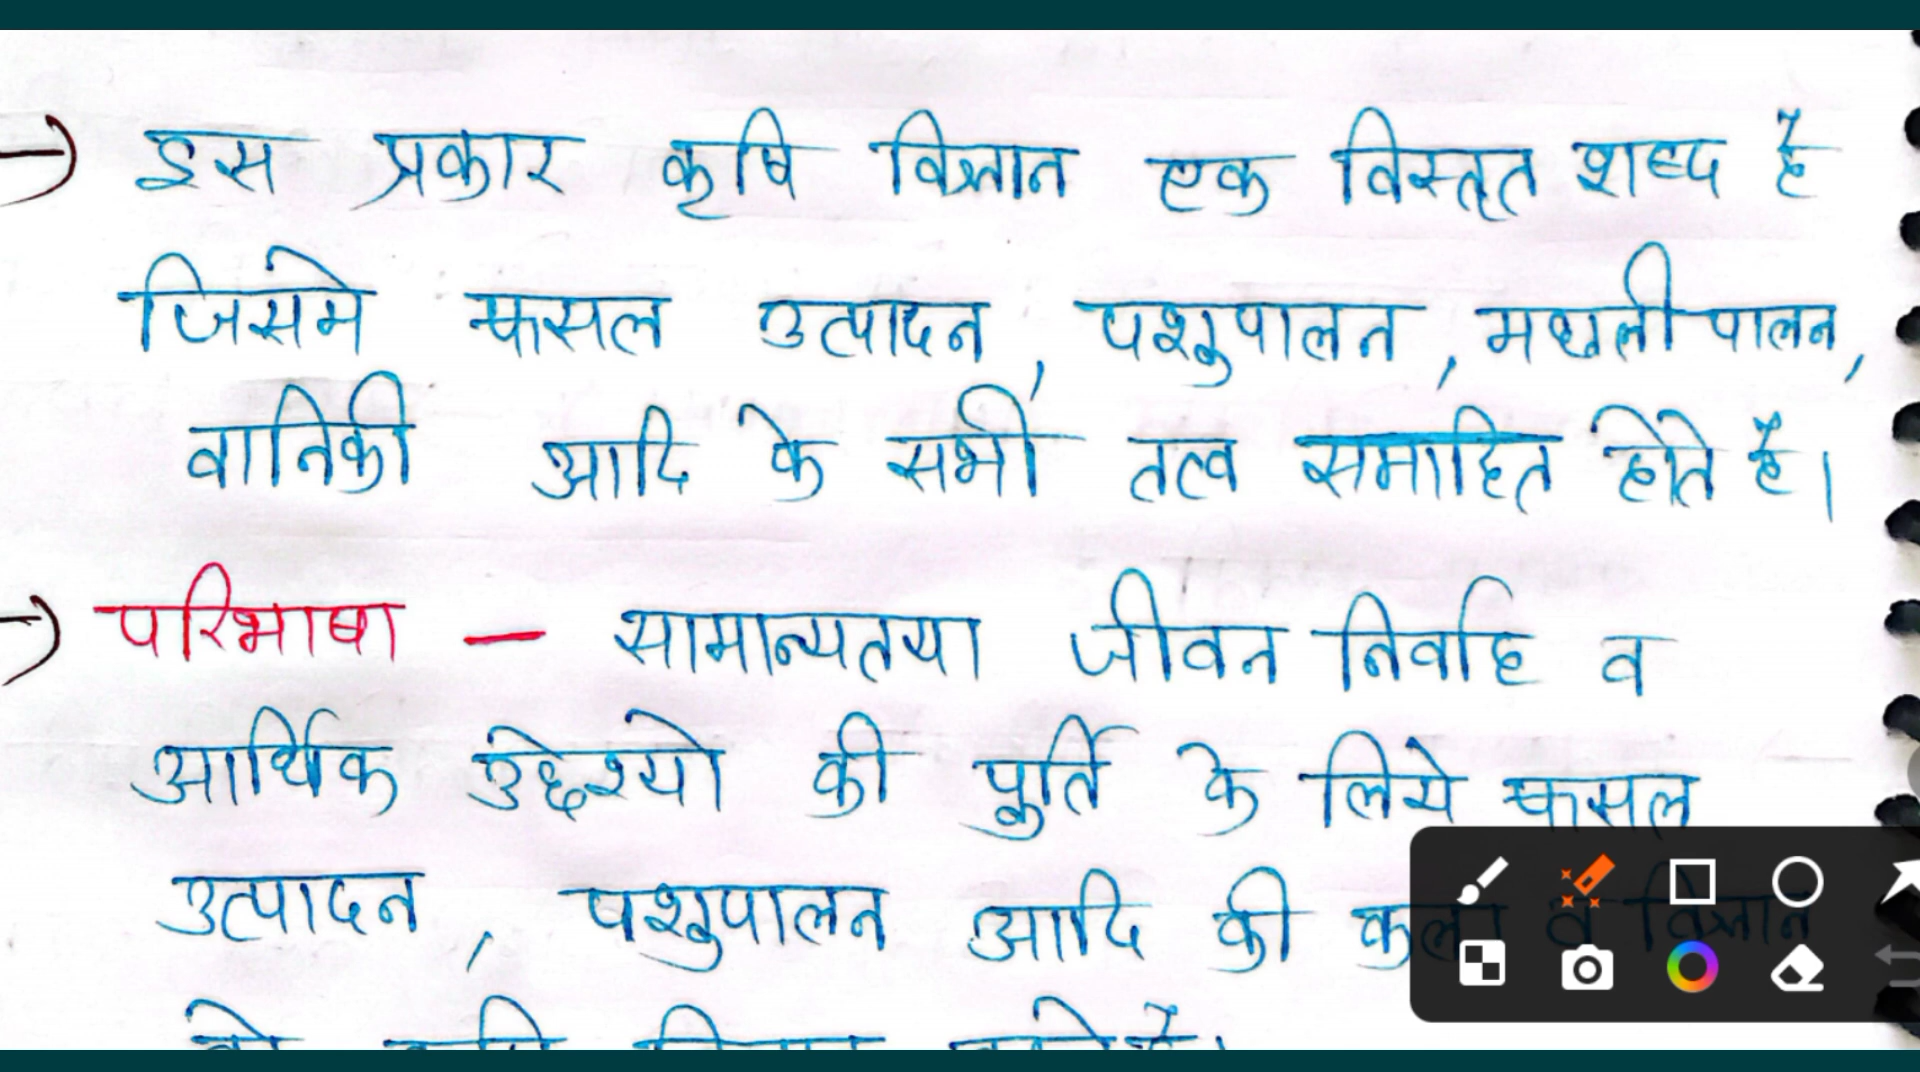 → इस प्रकार कृषि विज्ञान एक विस्तृत शब्द है
जिसमे फसल उत्पादन, पशुपालन, मछली पालन,
वानिकी आदि के सभी तत्व समाहित होते है।
→ परिभाषा — सामान्यतया जीवन निर्वाह व
आर्थिक उद्देश्यो की पुर्ति के लिये फसल
उत्पादन, पशुपालन आदि की कला व विज्ञान